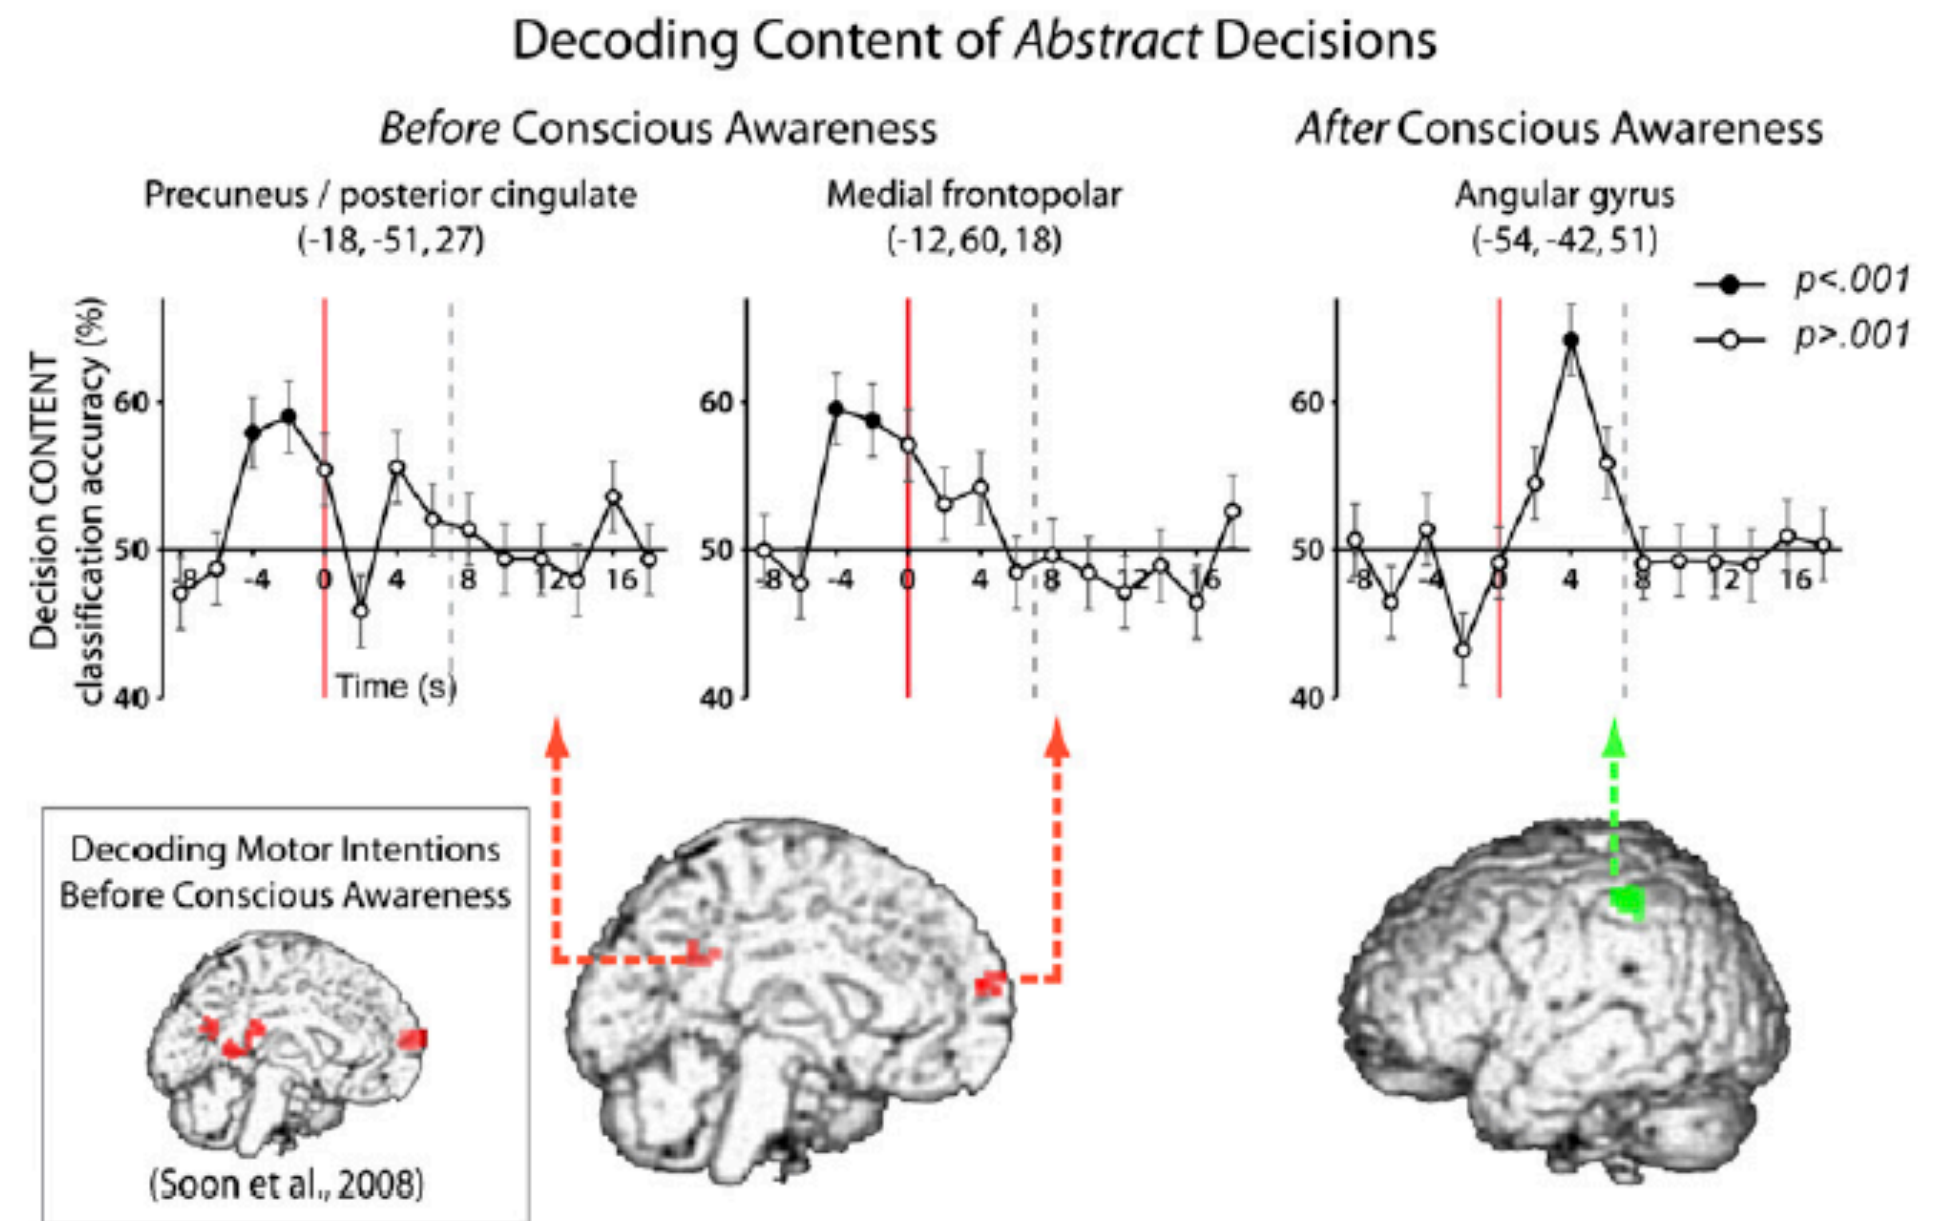 Decoding Content of Abstract Decisions
Before Conscious Awareness
After Conscious Awareness
Precuneus / posterior cingulate
(-18, -51, 27)
Medial frontopolar
(-12, 60, 18)
Angular gyrus
(-54, -42, 51)
p<.001
p>.001
Decision CONTENT
classification accuracy (%)
60
50
40
-8 -4 0 4 8 12 16
Time (s)
60
50
40
-8 -4 0 4 8 12 16
60
50
40
-8 -4 0 4 8 12 16
Decoding Motor Intentions
Before Conscious Awareness
(Soon et al., 2008)